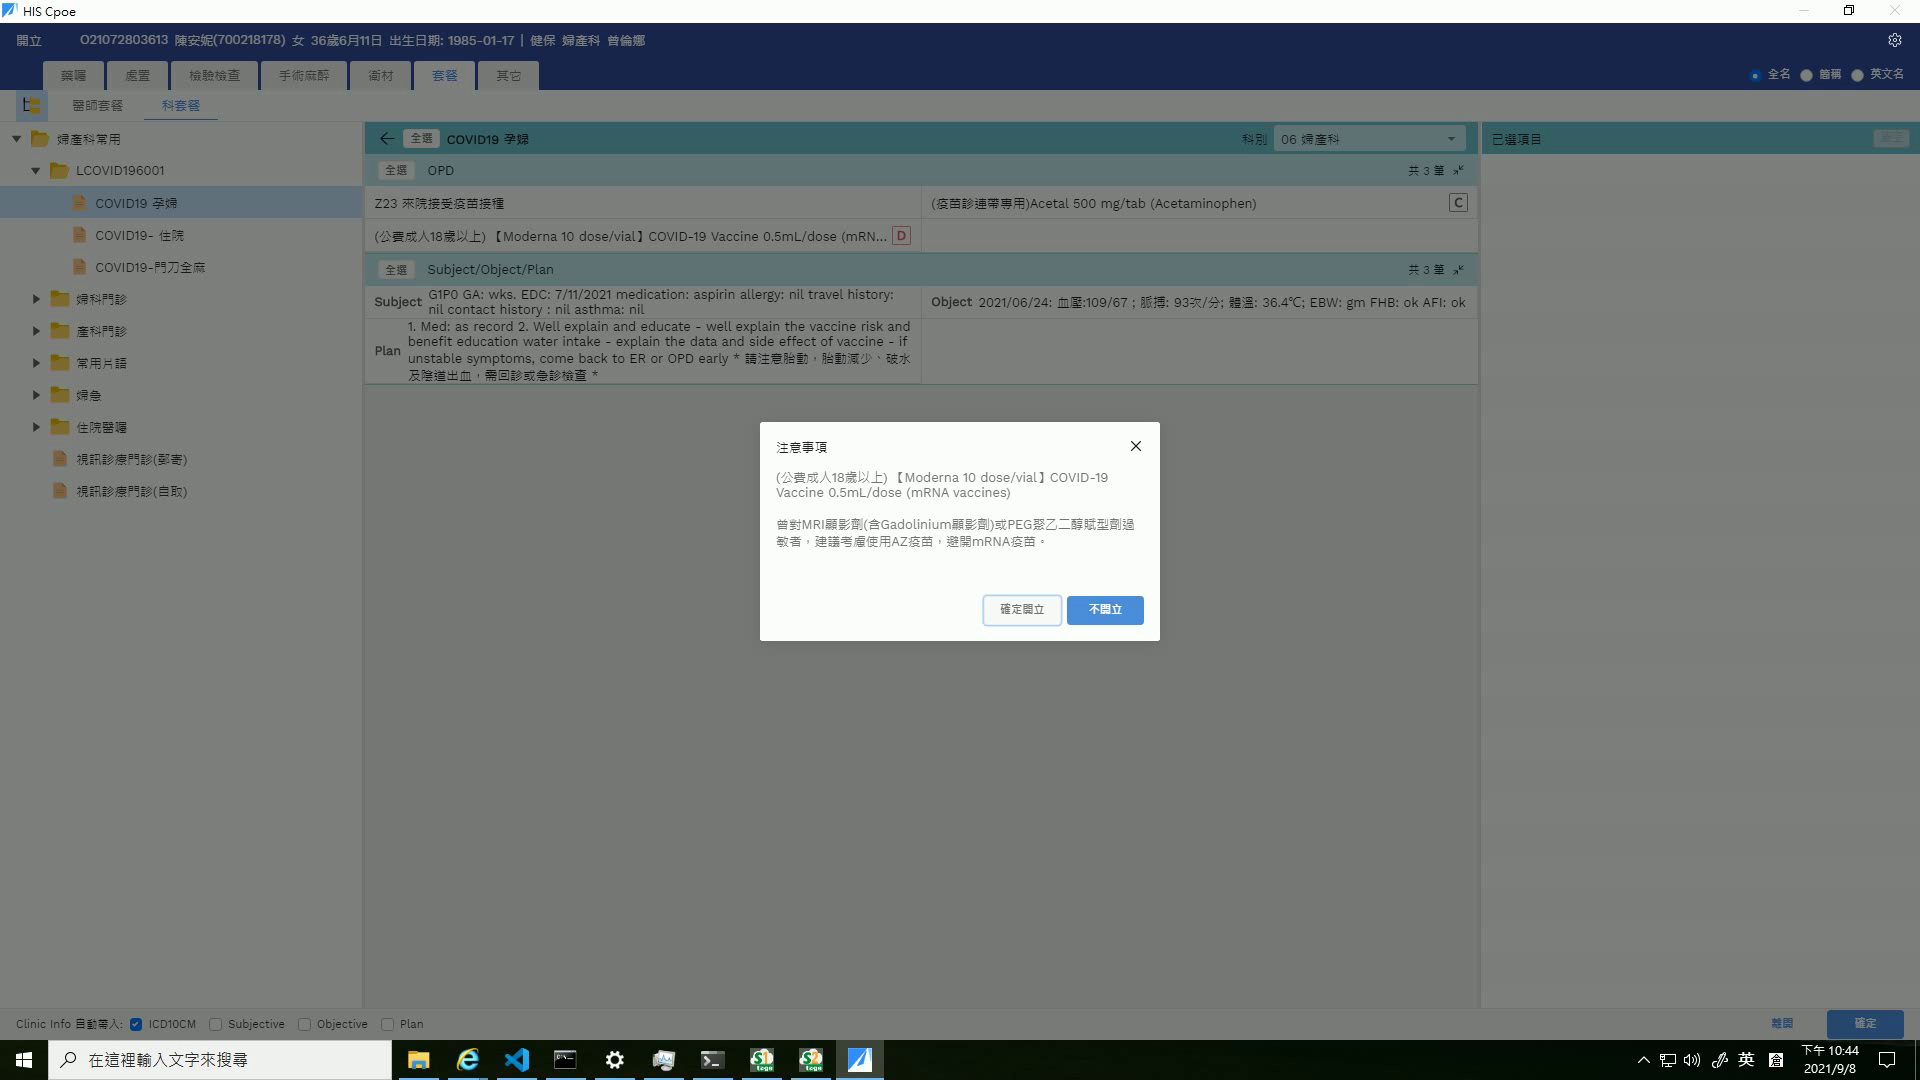 HIS Cpoe
開立 O21072803613 陳安妮(700218178) 女 36歲6月11日 出生日期: 1985-01-17 | 健保 婦產科 曾倫娜
藥囑 處置 檢驗檢查 手術麻醉 衛材 套餐 其它
全名 簡稱 英文名
醫師套餐 科套餐
婦產科常用
LCOVID196001
COVID19 孕婦
COVID19- 住院
COVID19-門刀全麻
婦科門診
產科門診
常用片語
婦急
住院醫囑
視訊診療門診(郵寄)
視訊診療門診(自取)
全選 COVID19 孕婦
科別 06 婦產科
全選 OPD
共 3 筆
Z23 來院接受疫苗接種
(疫苗診連帶專用)Acetal 500 mg/tab (Acetaminophen) C
(公費成人18歲以上) 【Moderna 10 dose/vial】COVID-19 Vaccine 0.5mL/dose (mRN... D
全選 Subject/Object/Plan
共 3 筆
Subject G1P0 GA: wks. EDC: 7/11/2021 medication: aspirin allergy: nil travel history:
nil contact history : nil asthma: nil
Object 2021/06/24: 血壓:109/67 ; 脈搏: 93次/分; 體溫: 36.4℃; EBW: gm FHB: ok AFI: ok
Plan 1. Med: as record 2. Well explain and educate - well explain the vaccine risk and
benefit education water intake - explain the data and side effect of vaccine - if
unstable symptoms, come back to ER or OPD early * 請注意胎動，胎動減少、破水
及陰道出血，需回診或急診檢查 *
已選項目
注意事項
(公費成人18歲以上) 【Moderna 10 dose/vial】COVID-19
Vaccine 0.5mL/dose (mRNA vaccines)
曾對MRI顯影劑(含Gadolinium顯影劑)或PEG聚乙二醇賦型劑過
敏者，建議考慮使用AZ疫苗，避開mRNA疫苗。
確定開立 不開立
Clinic Info 自動帶入: ICD10CM Subjective Objective Plan
離開 確定
在這裡輸入文字來搜尋
英
下午 10:44
2021/9/8